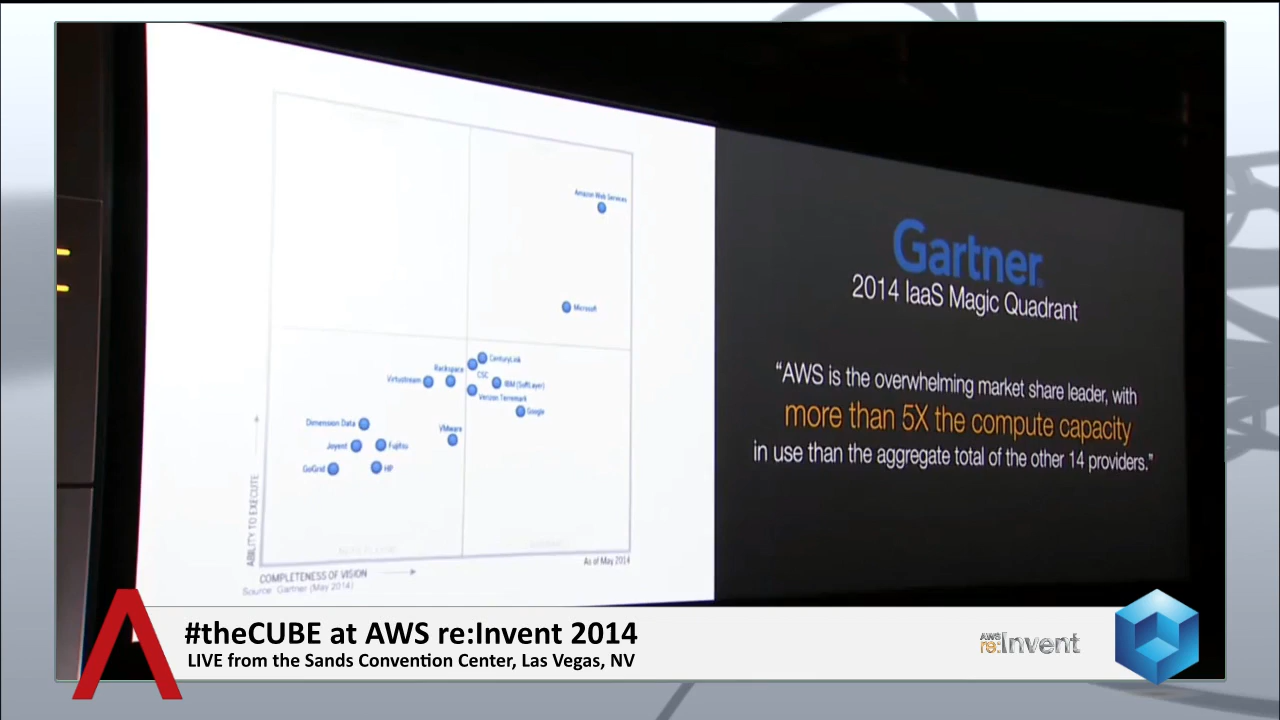 Amazon Web Services
Microsoft
CenturyLink
Rackspace
CSC
Virtustream
IBM (SoftLayer)
Verizon Terremark
Google
Dimension Data
VMware
Joyent
Fujitsu
GoGrid
HP
ABILITY TO EXECUTE
As of May 2014
COMPLETENESS OF VISION
Source: Gartner (May 2014)
Gartner
2014 IaaS Magic Quadrant
“AWS is the overwhelming market share leader, with
more than 5X the compute capacity
in use than the aggregate total of the other 14 providers.”
#theCUBE at AWS re:Invent 2014
LIVE from the Sands Convention Center, Las Vegas, NV
AWS
re:Invent